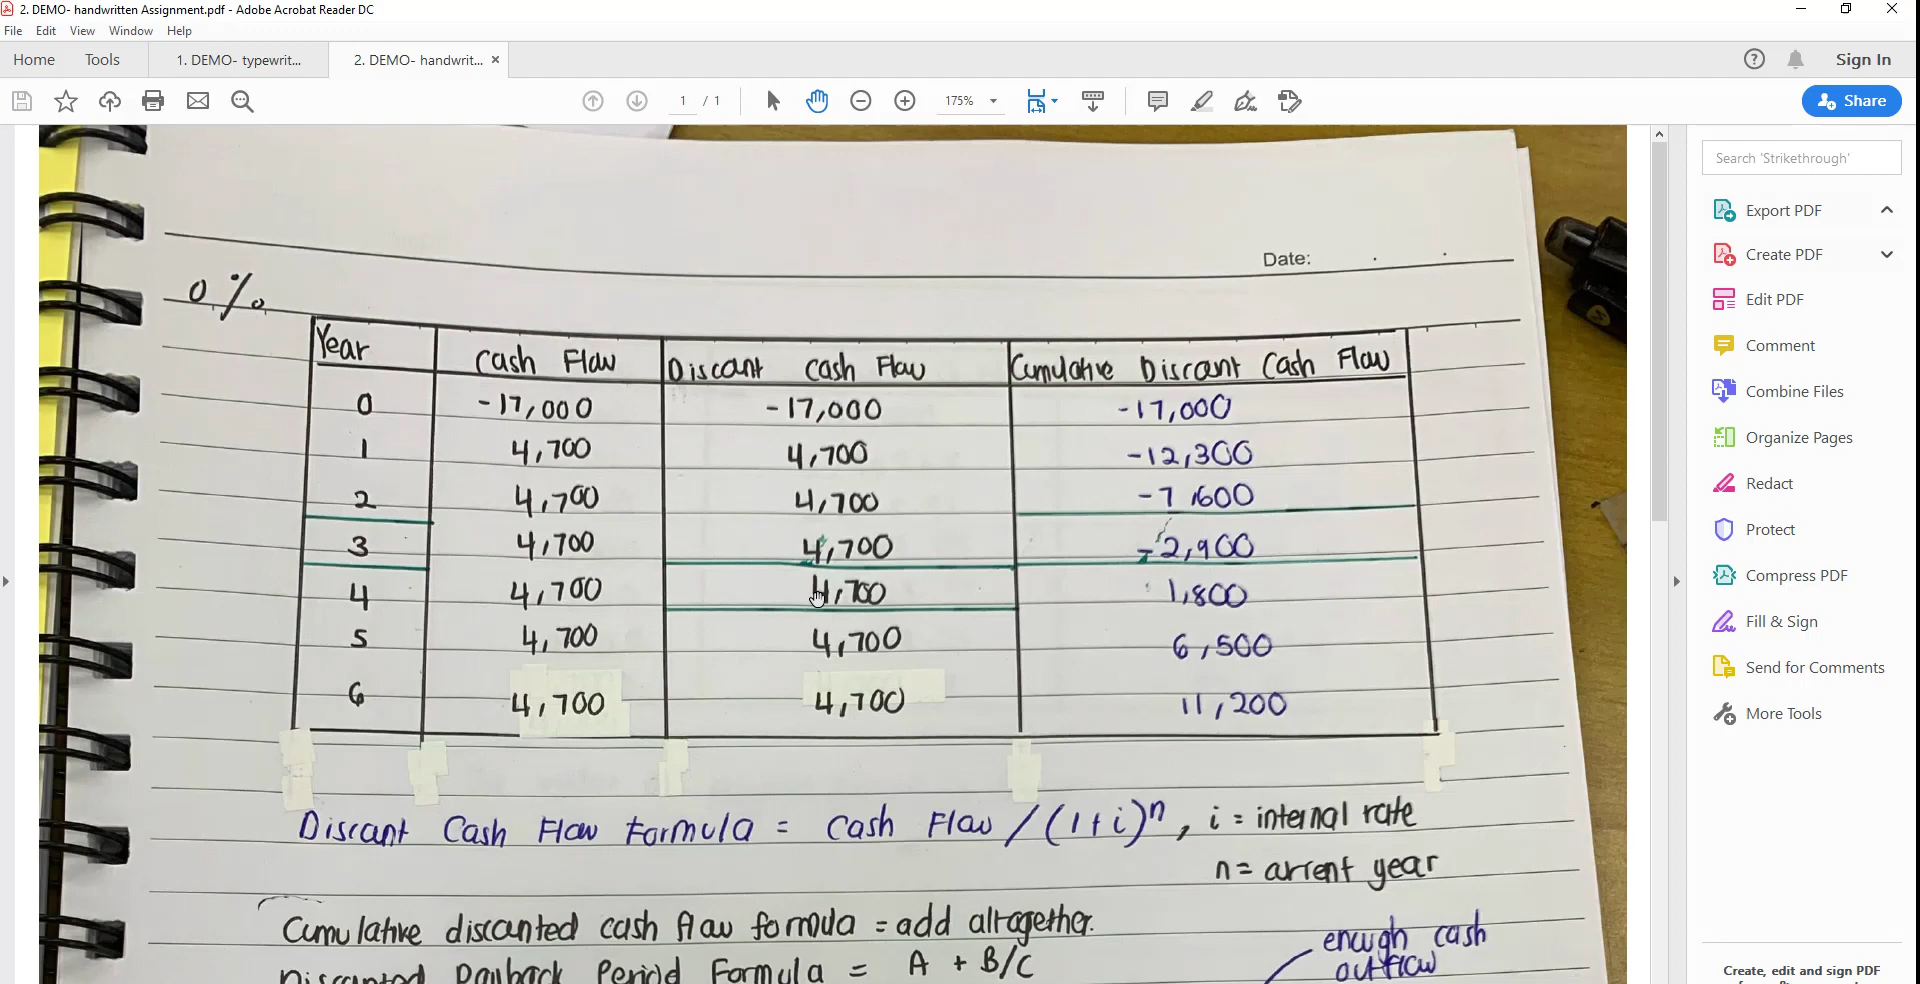 2. DEMO- handwritten Assignment.pdf - Adobe Acrobat Reader DC
File Edit View Window Help
Home Tools 1. DEMO- typewrit... 2. DEMO- handwrit... × Sign In
1 / 1 175% Share
Search 'Strikethrough'
Export PDF
Create PDF
Edit PDF
Comment
Combine Files
Organize Pages
Redact
Protect
Compress PDF
Fill & Sign
Send for Comments
More Tools
Create, edit and sign PDF
Date:
0%
Year Cash Flow Discount Cash Flow Cumulative Discount Cash Flow
0 -17,000 -17,000 -17,000
1 4,700 4,700 -12,300
2 4,700 4,700 -7,600
3 4,700 4,700 -2,900
4 4,700 4,700 1,800
5 4,700 4,700 6,500
6 4,700 4,700 11,200
Discount Cash Flow Formula = Cash Flow / (1+i)ⁿ, i = internal rate
n = current year
Cumulative discounted cash flow formula = add altogether.
enough cash
outflow
Discounted Payback Period Formula = A + B/C